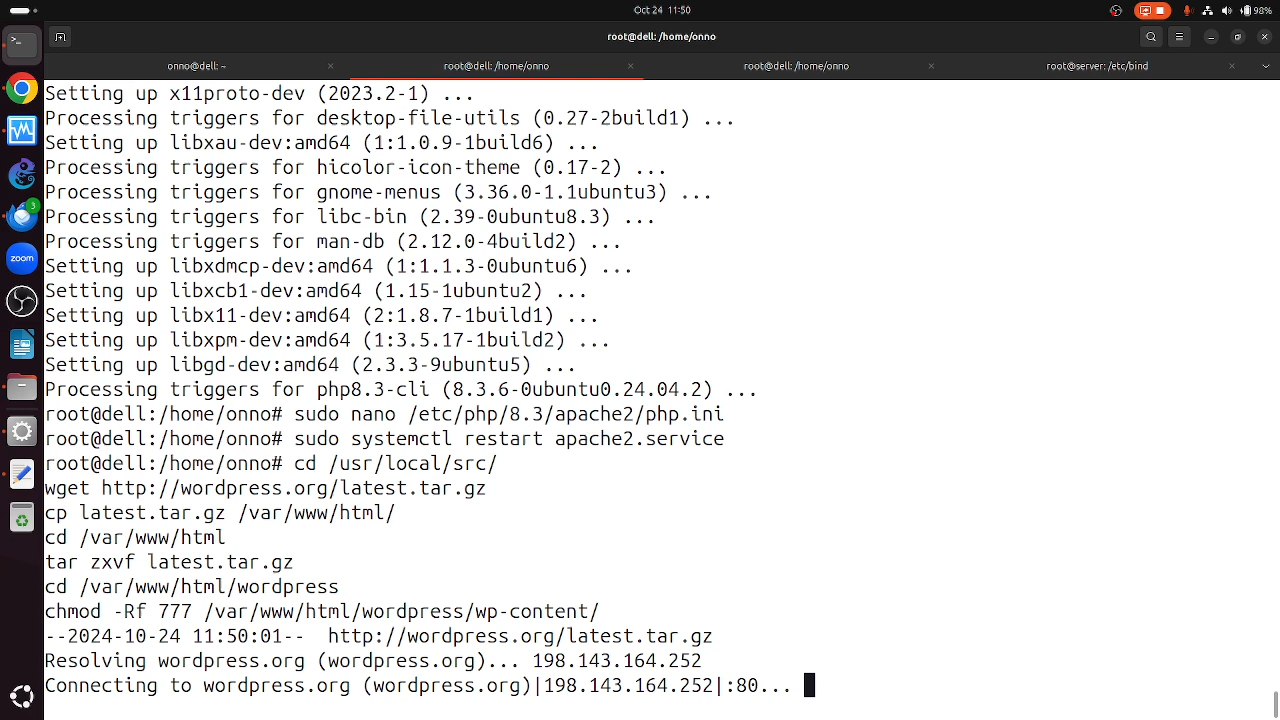 Oct 24 11:50
98%
root@dell: /home/onno
onno@dell: ~
root@dell: /home/onno
root@dell: /home/onno
root@server: /etc/bind
3
zoom
Setting up x11proto-dev (2023.2-1) ...
Processing triggers for desktop-file-utils (0.27-2build1) ...
Setting up libxau-dev:amd64 (1:1.0.9-1build6) ...
Processing triggers for hicolor-icon-theme (0.17-2) ...
Processing triggers for gnome-menus (3.36.0-1.1ubuntu3) ...
Processing triggers for libc-bin (2.39-0ubuntu8.3) ...
Processing triggers for man-db (2.12.0-4build2) ...
Setting up libxdmcp-dev:amd64 (1:1.1.3-0ubuntu6) ...
Setting up libxcb1-dev:amd64 (1.15-1ubuntu2) ...
Setting up libx11-dev:amd64 (2:1.8.7-1build1) ...
Setting up libxpm-dev:amd64 (1:3.5.17-1build2) ...
Setting up libgd-dev:amd64 (2.3.3-9ubuntu5) ...
Processing triggers for php8.3-cli (8.3.6-0ubuntu0.24.04.2) ...
root@dell:/home/onno# sudo nano /etc/php/8.3/apache2/php.ini
root@dell:/home/onno# sudo systemctl restart apache2.service
root@dell:/home/onno# cd /usr/local/src/
wget http://wordpress.org/latest.tar.gz
cp latest.tar.gz /var/www/html/
cd /var/www/html
tar zxvf latest.tar.gz
cd /var/www/html/wordpress
chmod -Rf 777 /var/www/html/wordpress/wp-content/
--2024-10-24 11:50:01--  http://wordpress.org/latest.tar.gz
Resolving wordpress.org (wordpress.org)... 198.143.164.252
Connecting to wordpress.org (wordpress.org)|198.143.164.252|:80...